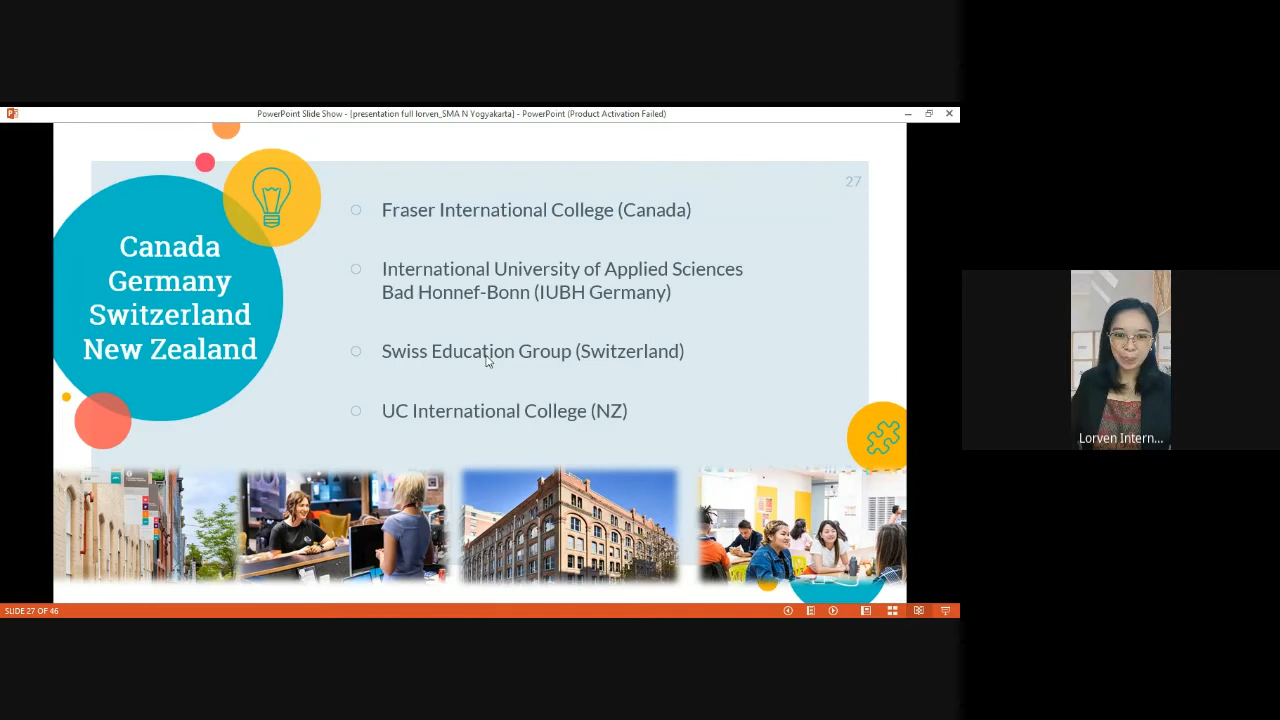 PowerPoint Slide Show - [presentation full lorven_SMA N Yogyakarta] - PowerPoint (Product Activation Failed)
27
Canada
Germany
Switzerland
New Zealand
Fraser International College (Canada)
International University of Applied Sciences
Bad Honnef-Bonn (IUBH Germany)
Swiss Education Group (Switzerland)
UC International College (NZ)
Lorven Intern...
SLIDE 27 OF 46